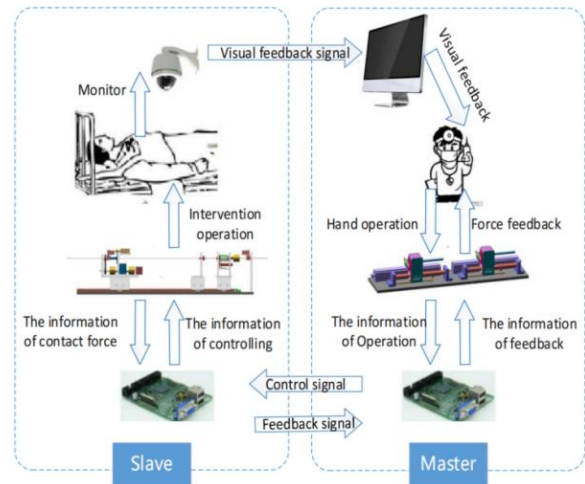 Visual feedback signal
Monitor
Visual feedback
Intervention
operation
Hand operation
Force feedback
The information
of contact force
The information
of controlling
The information
of Operation
The information
of feedback
Control signal
Feedback signal
Slave
Master